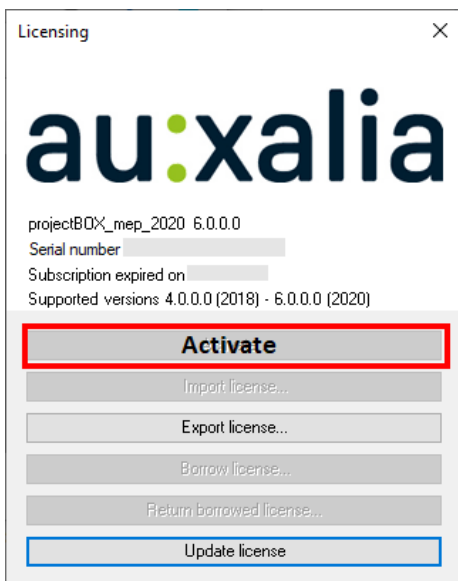 Licensing
au:xalia
projectBOX_mep_2020 6.0.0.0
Serial number
Subscription expired on
Supported versions 4.0.0.0 (2018) - 6.0.0.0 (2020)
Activate
Import license...
Export license...
Borrow license...
Return borrowed license...
Update license